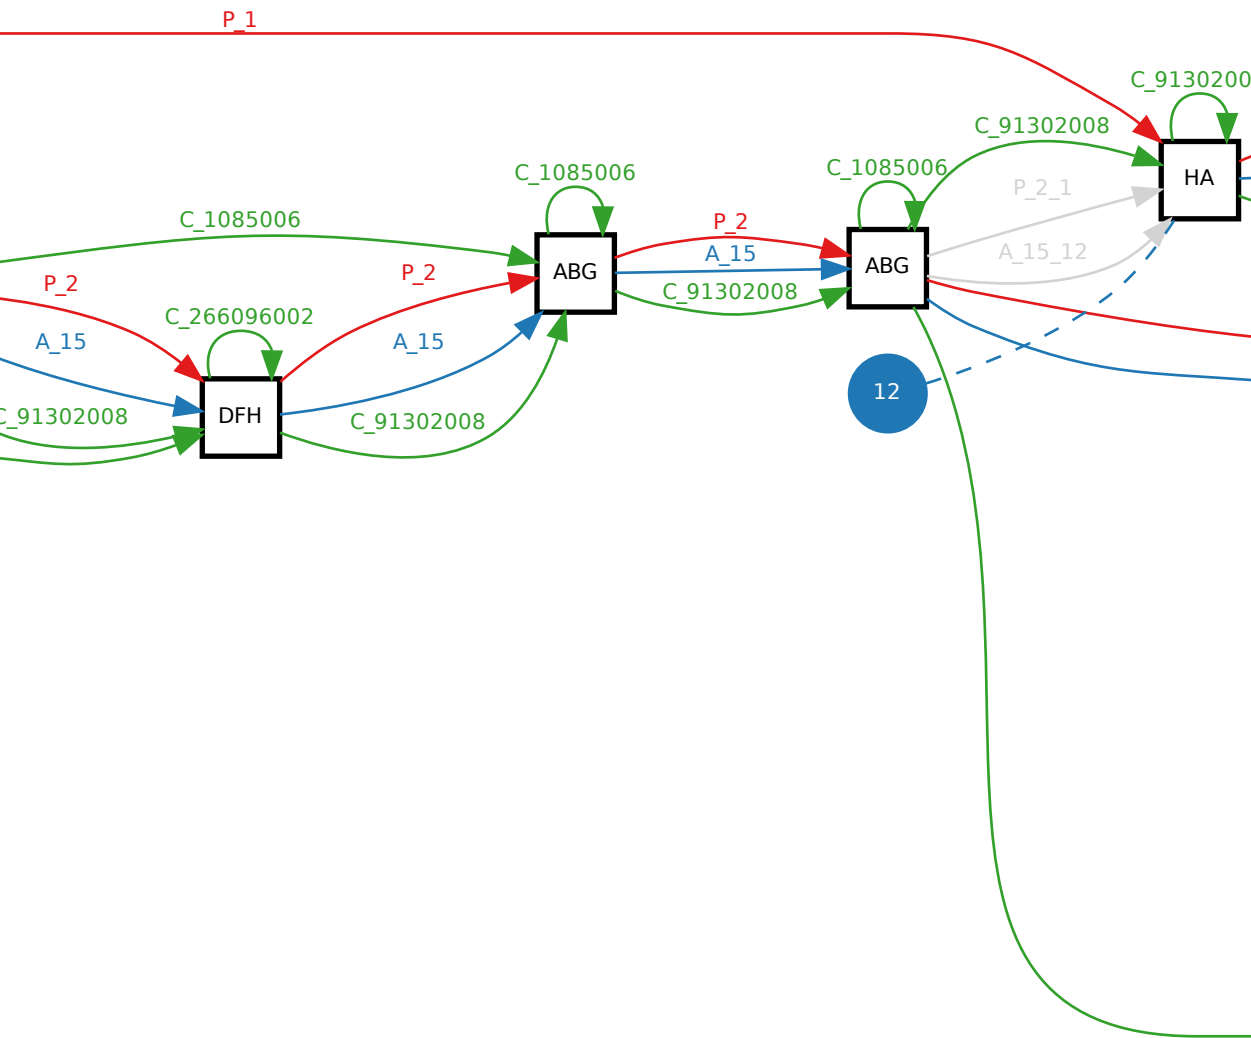 P_1
C_9130200
C_91302008
C_1085006
C_1085006
P_2_1
HA
C_1085006
P_2
A_15
A_15_12
ABG
ABG
P_2
P_2
C_91302008
C_266096002
A_15
A_15
12
C_91302008
DFH
C_91302008